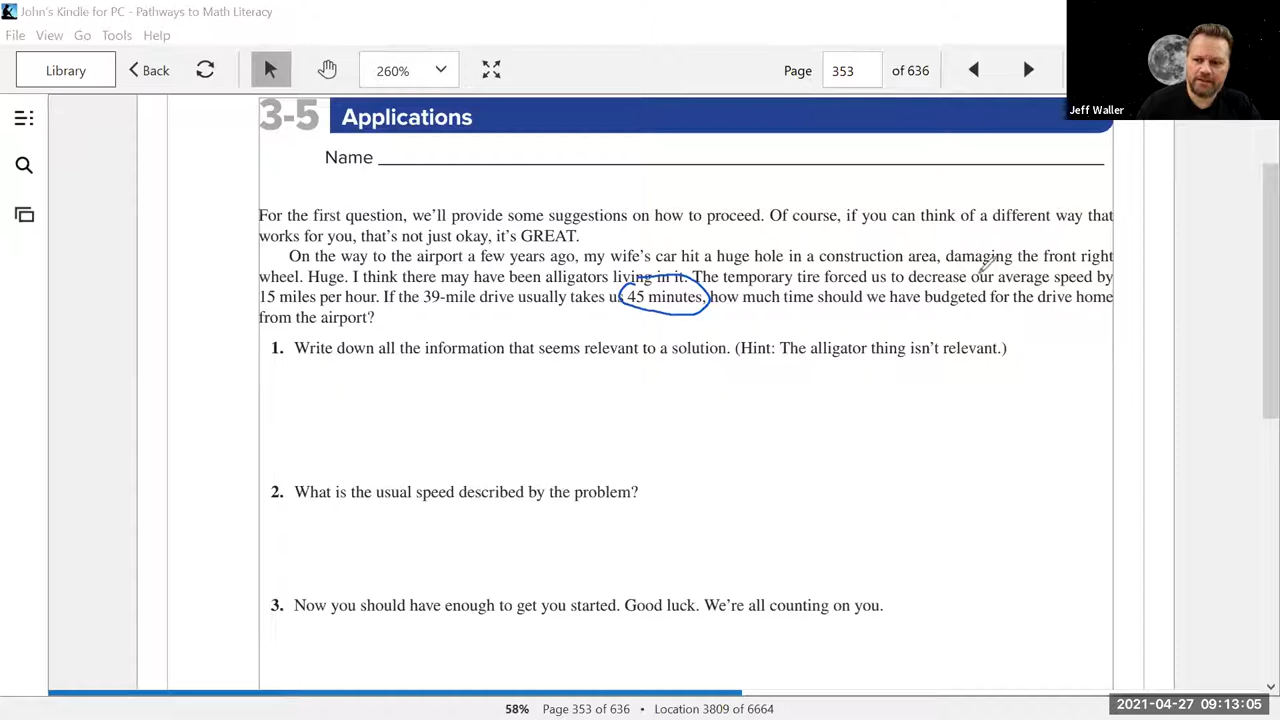 John's Kindle for PC - Pathways to Math Literacy
File View Go Tools Help
Library Back 260% Page 353 of 636
Jeff Waller
3-5 Applications
Name
For the first question, we'll provide some suggestions on how to proceed. Of course, if you can think of a different way that
works for you, that's not just okay, it's GREAT.
On the way to the airport a few years ago, my wife's car hit a huge hole in a construction area, damaging the front right
wheel. Huge. I think there may have been alligators living in it. The temporary tire forced us to decrease our average speed by
15 miles per hour. If the 39-mile drive usually takes us 45 minutes, how much time should we have budgeted for the drive home
from the airport?
1. Write down all the information that seems relevant to a solution. (Hint: The alligator thing isn't relevant.)
2. What is the usual speed described by the problem?
3. Now you should have enough to get you started. Good luck. We're all counting on you.
58% Page 353 of 636 • Location 3809 of 6664
2021-04-27 09:13:05